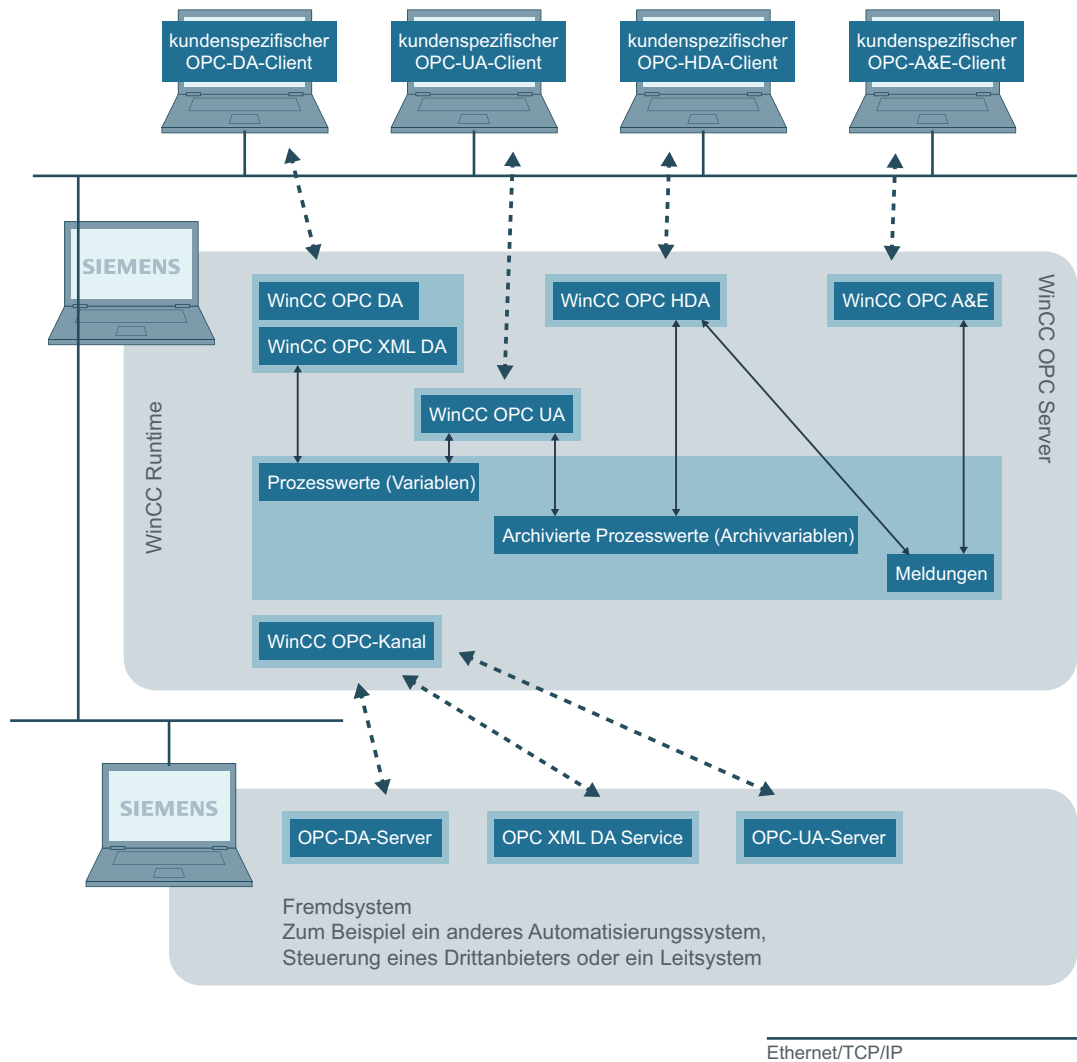 kundenspezifischer
OPC-DA-Client
kundenspezifischer
OPC-UA-Client
kundenspezifischer
OPC-HDA-Client
kundenspezifischer
OPC-A&E-Client
SIEMENS
WinCC OPC DA
WinCC OPC XML DA
WinCC OPC HDA
WinCC OPC A&E
WinCC OPC Server
WinCC OPC UA
WinCC Runtime
Prozesswerte (Variablen)
Archivierte Prozesswerte (Archivvariablen)
Meldungen
WinCC OPC-Kanal
SIEMENS
OPC-DA-Server
OPC XML DA Service
OPC-UA-Server
Fremdsystem
Zum Beispiel ein anderes Automatisierungssystem,
Steuerung eines Drittanbieters oder ein Leitsystem
Ethernet/TCP/IP